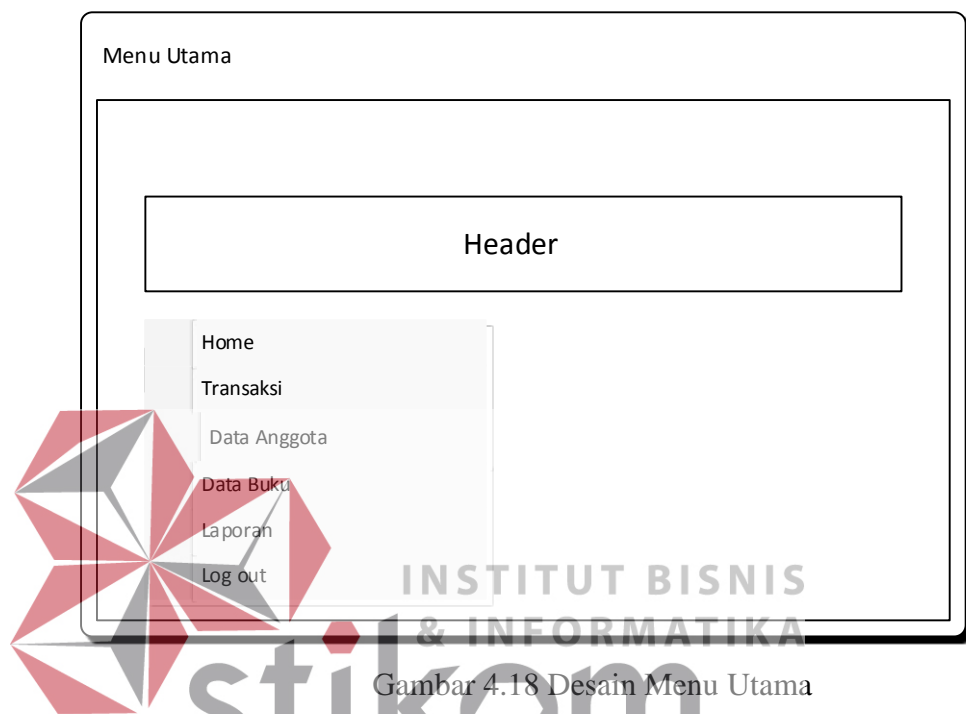 Menu Utama
Header
Home
Transaksi
Data Anggota
Data Buku
Laporan
Log out
INSTITUT BISNIS
& INFORMATIKA
stikom
Gambar 4.18 Desain Menu Utama